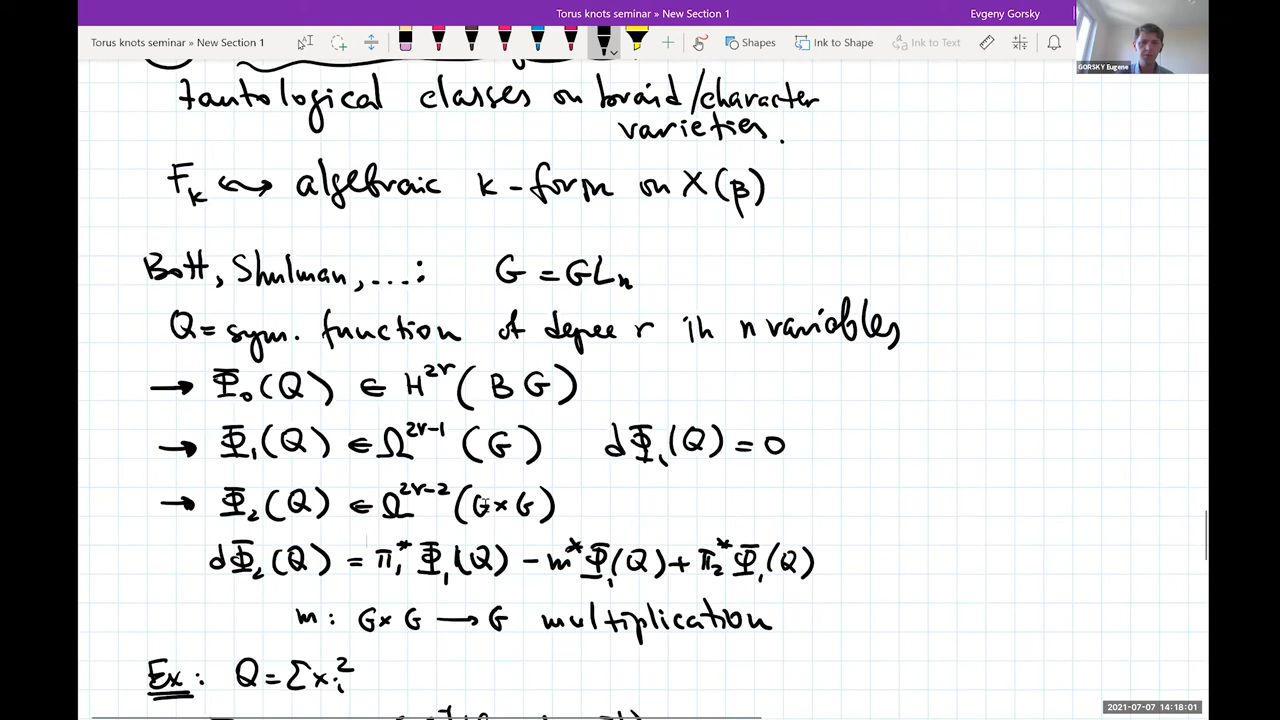 Torus knots seminar » New Section 1
Evgeny Gorsky
Torus knots seminar » New Section 1
Shapes
Ink to Shape
Ink to Text
GORSKY Eugene
tautological classes on braid/character
varieties.
F_k ↔ algebraic k-form on X(β)
Bott, Shulman, ...: G = GL_n
Q = sym. function of degree r in n variables
→ Φ_0(Q) ∈ H^{2r}(BG)
→ Φ_1(Q) ∈ Ω^{2r-1}(G) dΦ_1(Q) = 0
→ Φ_2(Q) ∈ Ω^{2r-2}(G×G)
dΦ_2(Q) = π_1^* Φ_1(Q) - m^* Φ_1(Q) + π_2^* Φ_1(Q)
m: G×G → G multiplication
Ex: Q = Σx_i^2
2021-07-07 14:18:01